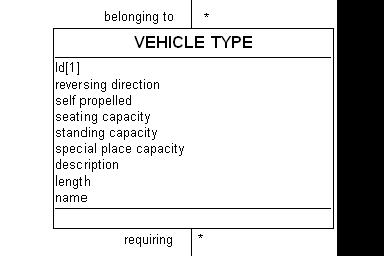 belonging to *
VEHICLE TYPE
Id[1]
reversing direction
self propelled
seating capacity
standing capacity
special place capacity
description
length
name
requiring *